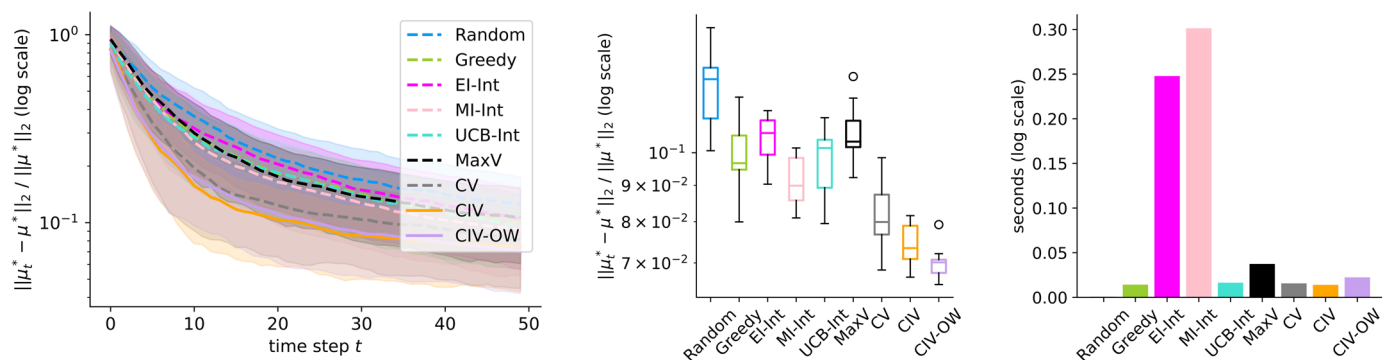 ||μ*t − μ*||2 / ||μ*||2 (log scale)
10^0
10^−1
0
10
20
30
40
50
time step t
Random
Greedy
EI-Int
MI-Int
UCB-Int
MaxV
CV
CIV
CIV-OW
||μ*t − μ*||2 / ||μ*||2 (log scale)
10^−1
9 × 10^−2
8 × 10^−2
7 × 10^−2
Random
Greedy
EI-Int
MI-Int
UCB-Int
MaxV
CV
CIV
CIV-OW
seconds (log scale)
0.30
0.25
0.20
0.15
0.10
0.05
0.00
Random
Greedy
EI-Int
MI-Int
UCB-Int
MaxV
CV
CIV
CIV-OW